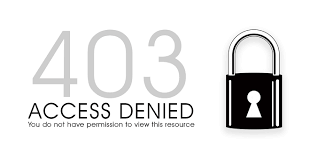 403
ACCESS DENIED
You do not have permission to view this resource